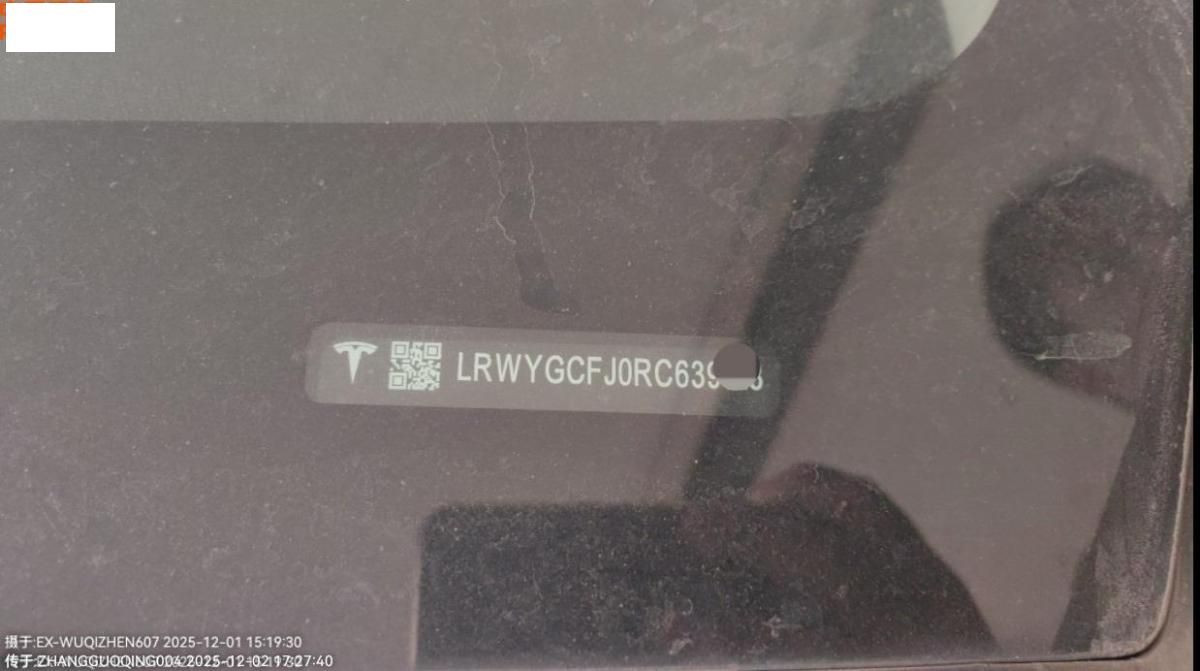 LRWYGCFJ0RC639
摄于:EX-WUQIZHEN607 2025-12-01 15:19:30
传于:ZHANGGUOQING004 2025-12-02 17:27:40